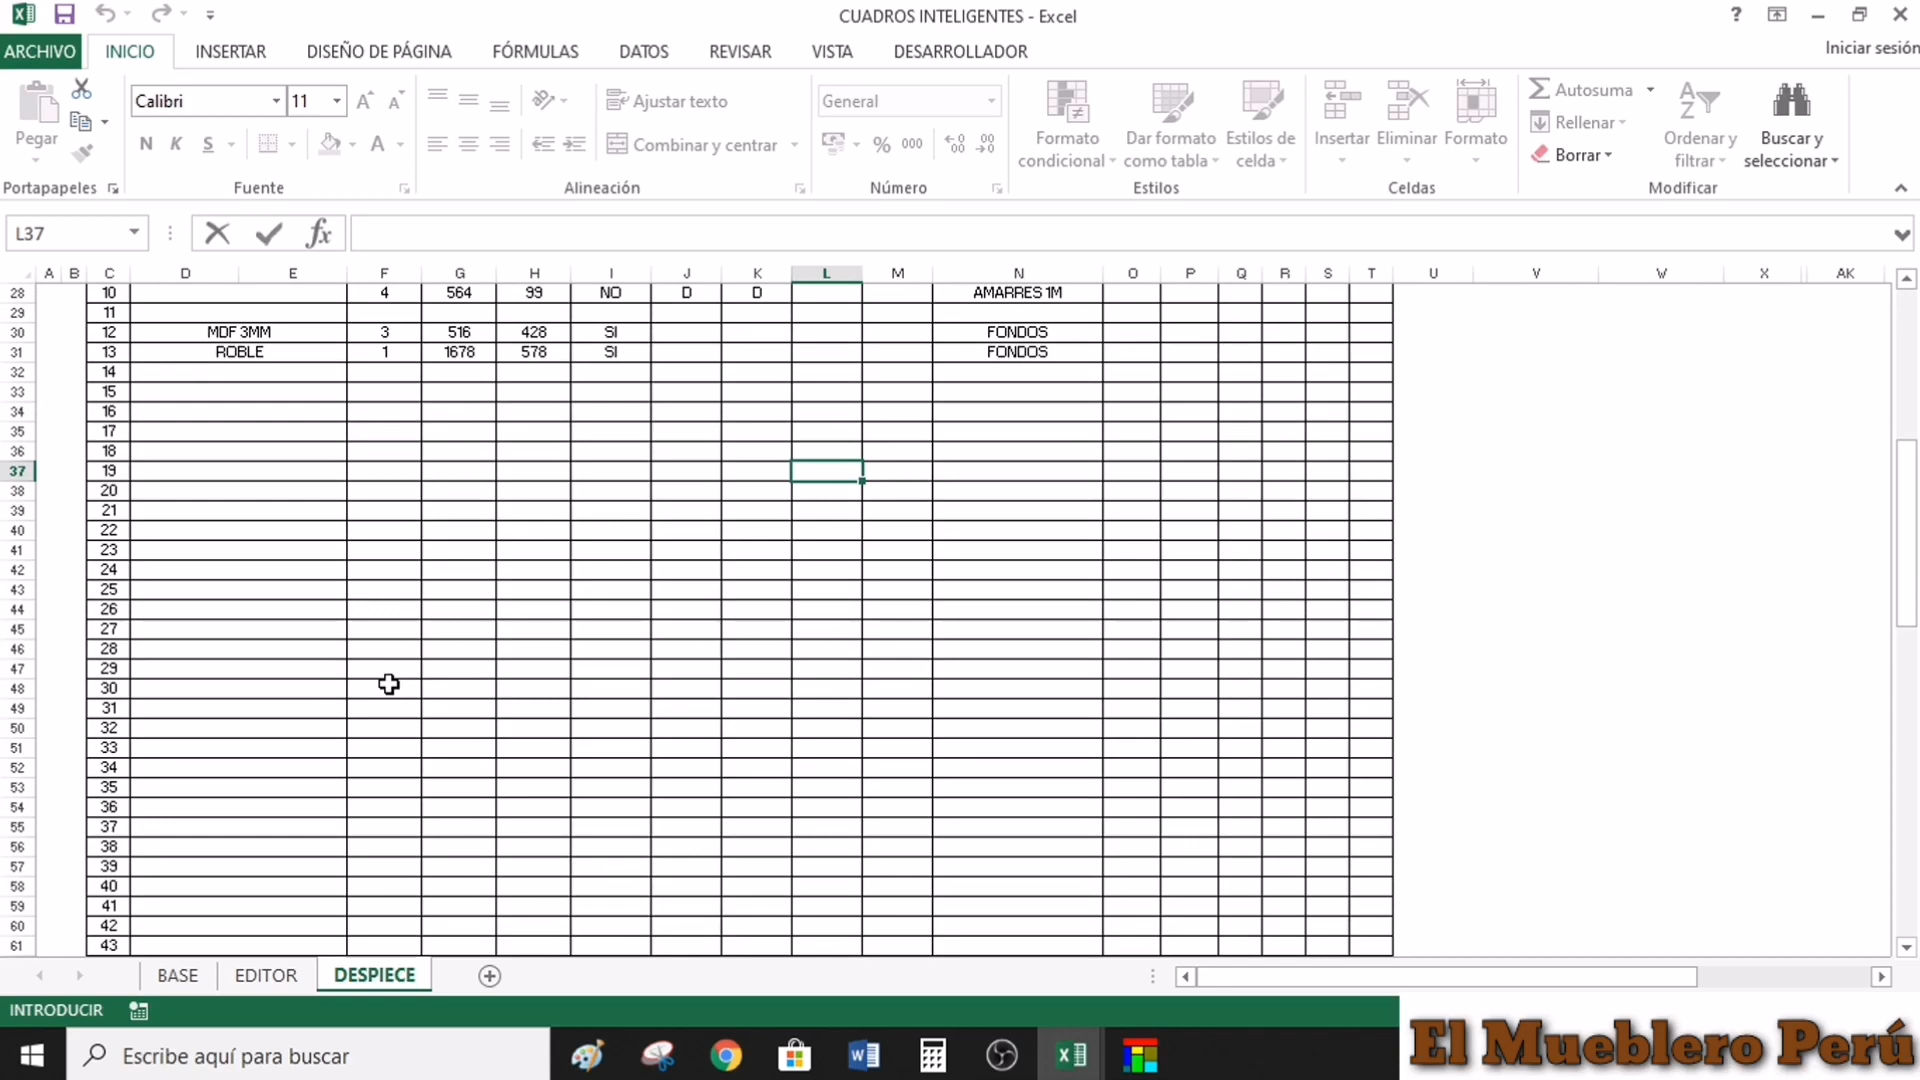 CUADROS INTELIGENTES - Excel
?
ARCHIVO INICIO INSERTAR DISEÑO DE PÁGINA FÓRMULAS DATOS REVISAR VISTA DESARROLLADOR Iniciar sesión
Pegar
Portapapeles
Calibri 11
N K S A
Fuente
Ajustar texto
Combinar y centrar
Alineación
General
% 000
Número
Formato condicional
Dar formato como tabla
Estilos de celda
Estilos
Insertar Eliminar Formato
Celdas
Autosuma
Rellenar
Borrar
Ordenar y filtrar
Buscar y seleccionar
Modificar
L37 fx
A B C D E F G H I J K L M N O P Q R S T U V W X AK
28 10 4 564 99 NO D D AMARRES 1M
29 11
30 12 MDF 3MM 3 516 428 SI FONDOS
31 13 ROBLE 1 1678 578 SI FONDOS
32 14
33 15
34 16
35 17
36 18
37 19
38 20
39 21
40 22
41 23
42 24
43 25
44 26
45 27
46 28
47 29
48 30
49 31
50 32
51 33
52 34
53 35
54 36
55 37
56 38
57 39
58 40
59 41
60 42
61 43
BASE EDITOR DESPIECE
INTRODUCIR
Escribe aquí para buscar
El Mueblero Perú